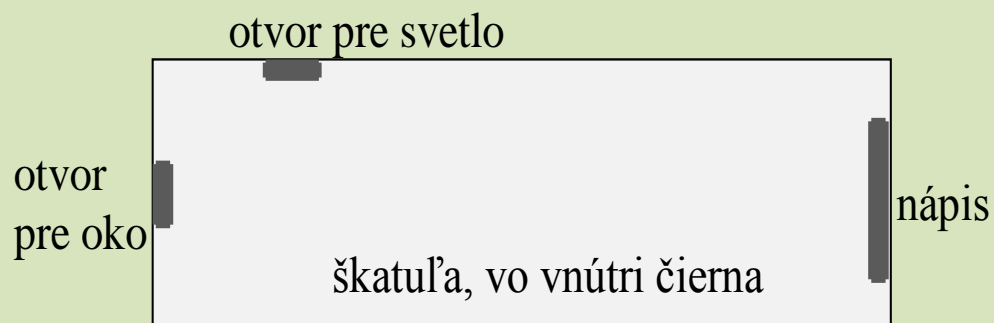 otvor pre svetlo
otvor
pre oko
nápis
škatuľa, vo vnútri čierna